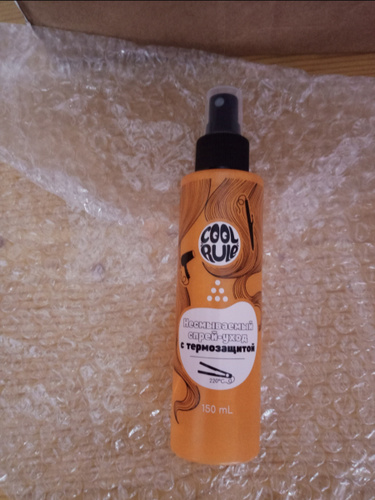 COOL
RULE
Несмываемый
спрей-уход
с термозащитой
220°C
150 mL